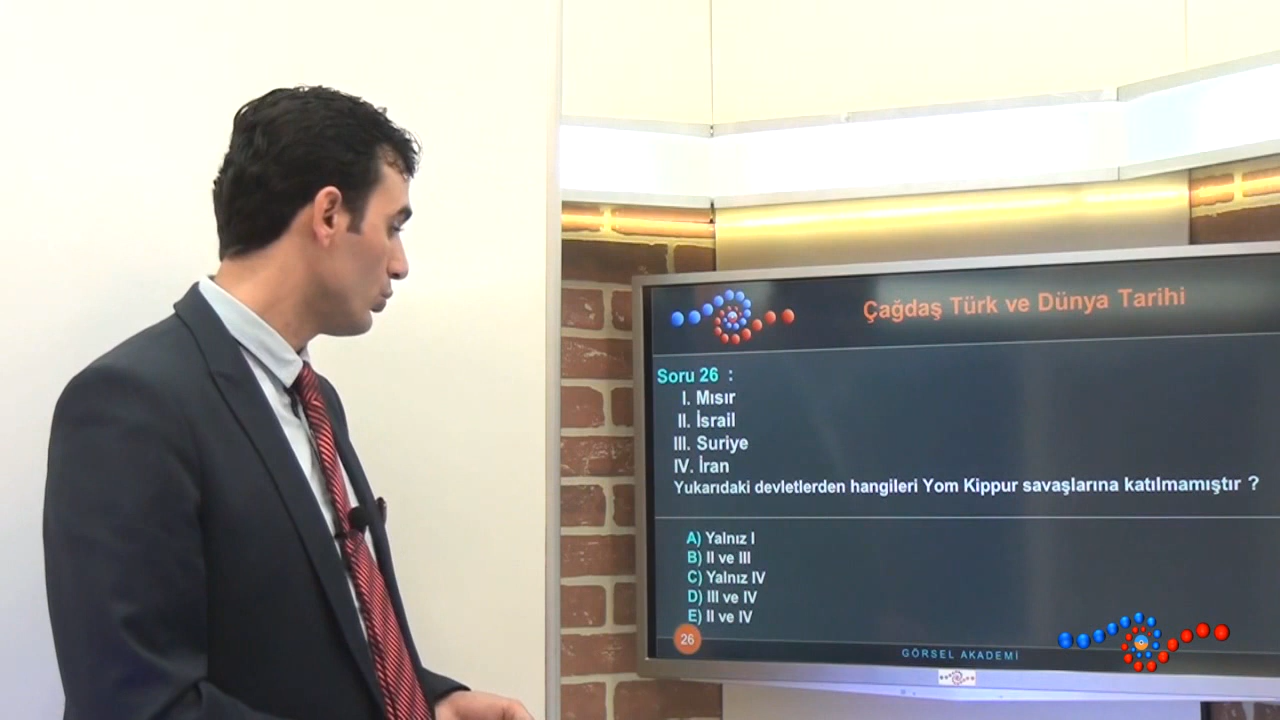 Çağdaş Türk ve Dünya Tarihi
Soru 26 :
I. Mısır
II. İsrail
III. Suriye
IV. İran
Yukarıdaki devletlerden hangileri Yom Kippur savaşlarına katılmamıştır ?
A) Yalnız I
B) II ve III
C) Yalnız IV
D) III ve IV
E) II ve IV
26
GÖRSEL AKADEMİ